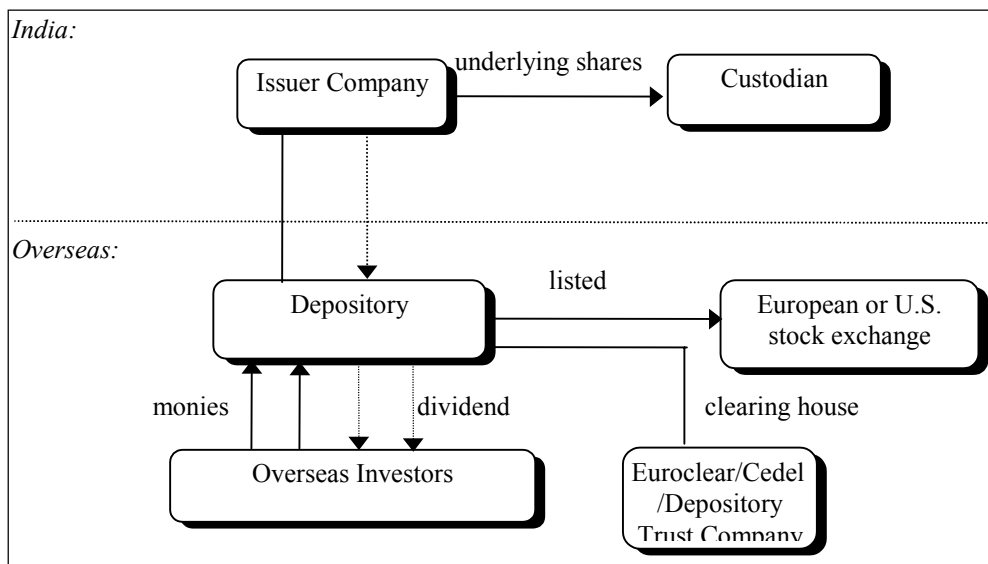 India:
underlying shares
Issuer Company
Custodian
Overseas:
listed
Depository
European or U.S.
stock exchange
monies
dividend
clearing house
Overseas Investors
Euroclear/Cedel
/Depository
Trust Company